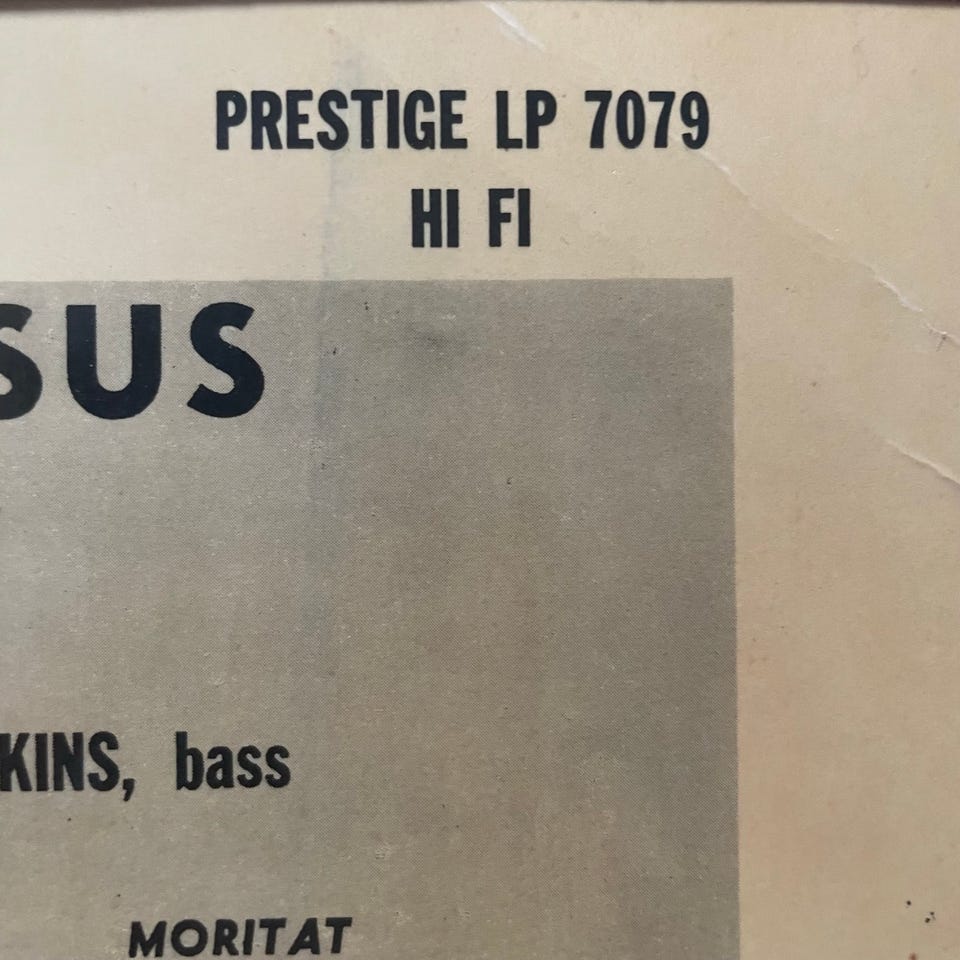 PRESTIGE LP 7079
HI FI
SUS
KINS, bass
MORITAT